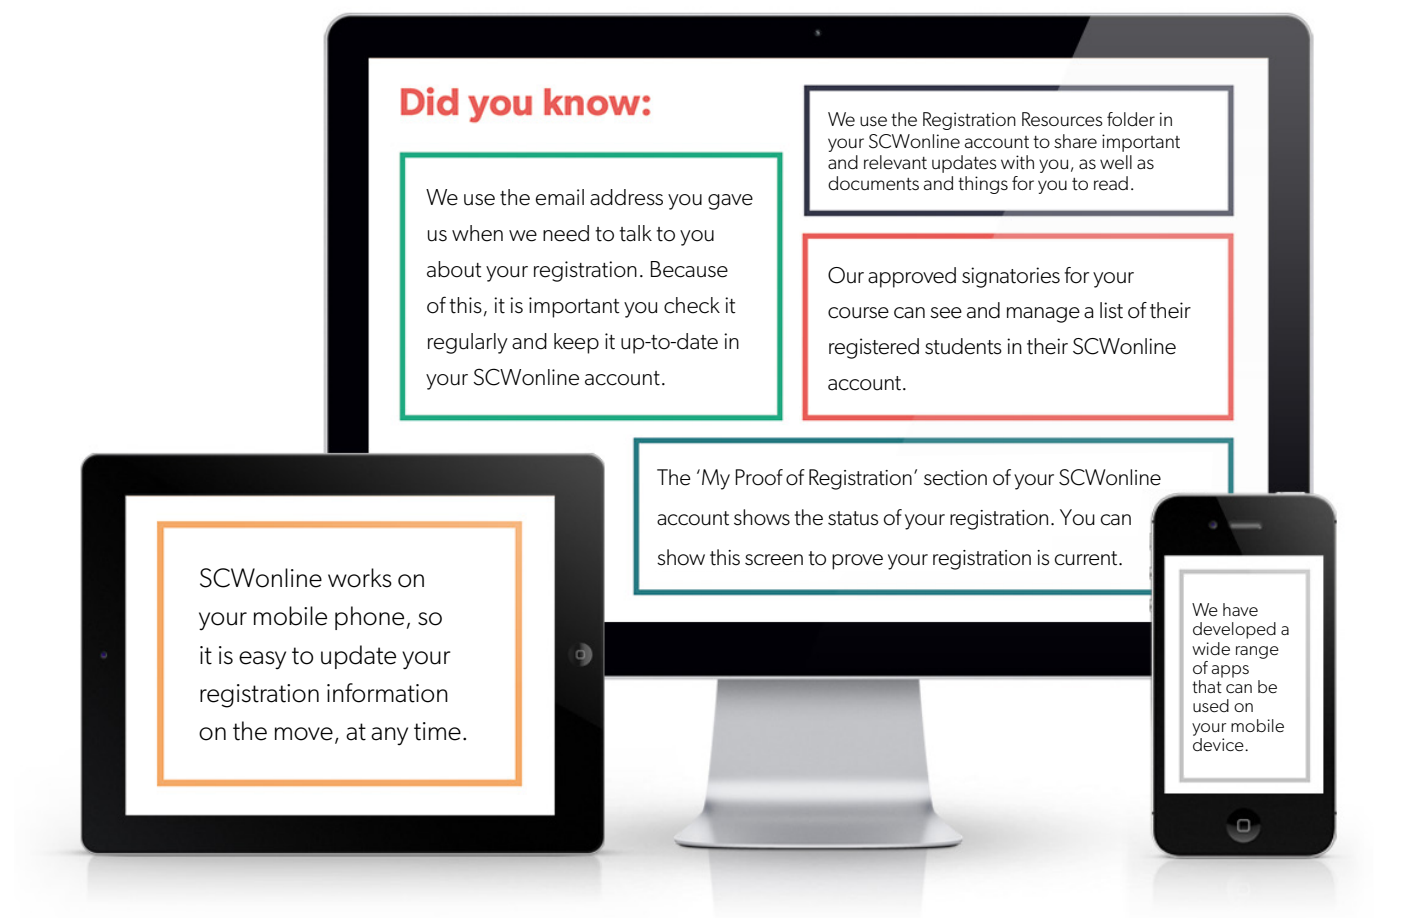 Did you know:
We use the email address you gave
us when we need to talk to you
about your registration. Because
of this, it is important you check it
regularly and keep it up-to-date in
your SCWonline account.
We use the Registration Resources folder in
your SCWonline account to share important
and relevant updates with you, as well as
documents and things for you to read.
Our approved signatories for your
course can see and manage a list of their
registered students in their SCWonline
account.
The ‘My Proof of Registration’ section of your SCWonline
account shows the status of your registration. You can
show this screen to prove your registration is current.
SCWonline works on
your mobile phone, so
it is easy to update your
registration information
on the move, at any time.
We have
developed a
wide range
of apps
that can be
used on
your mobile
device.